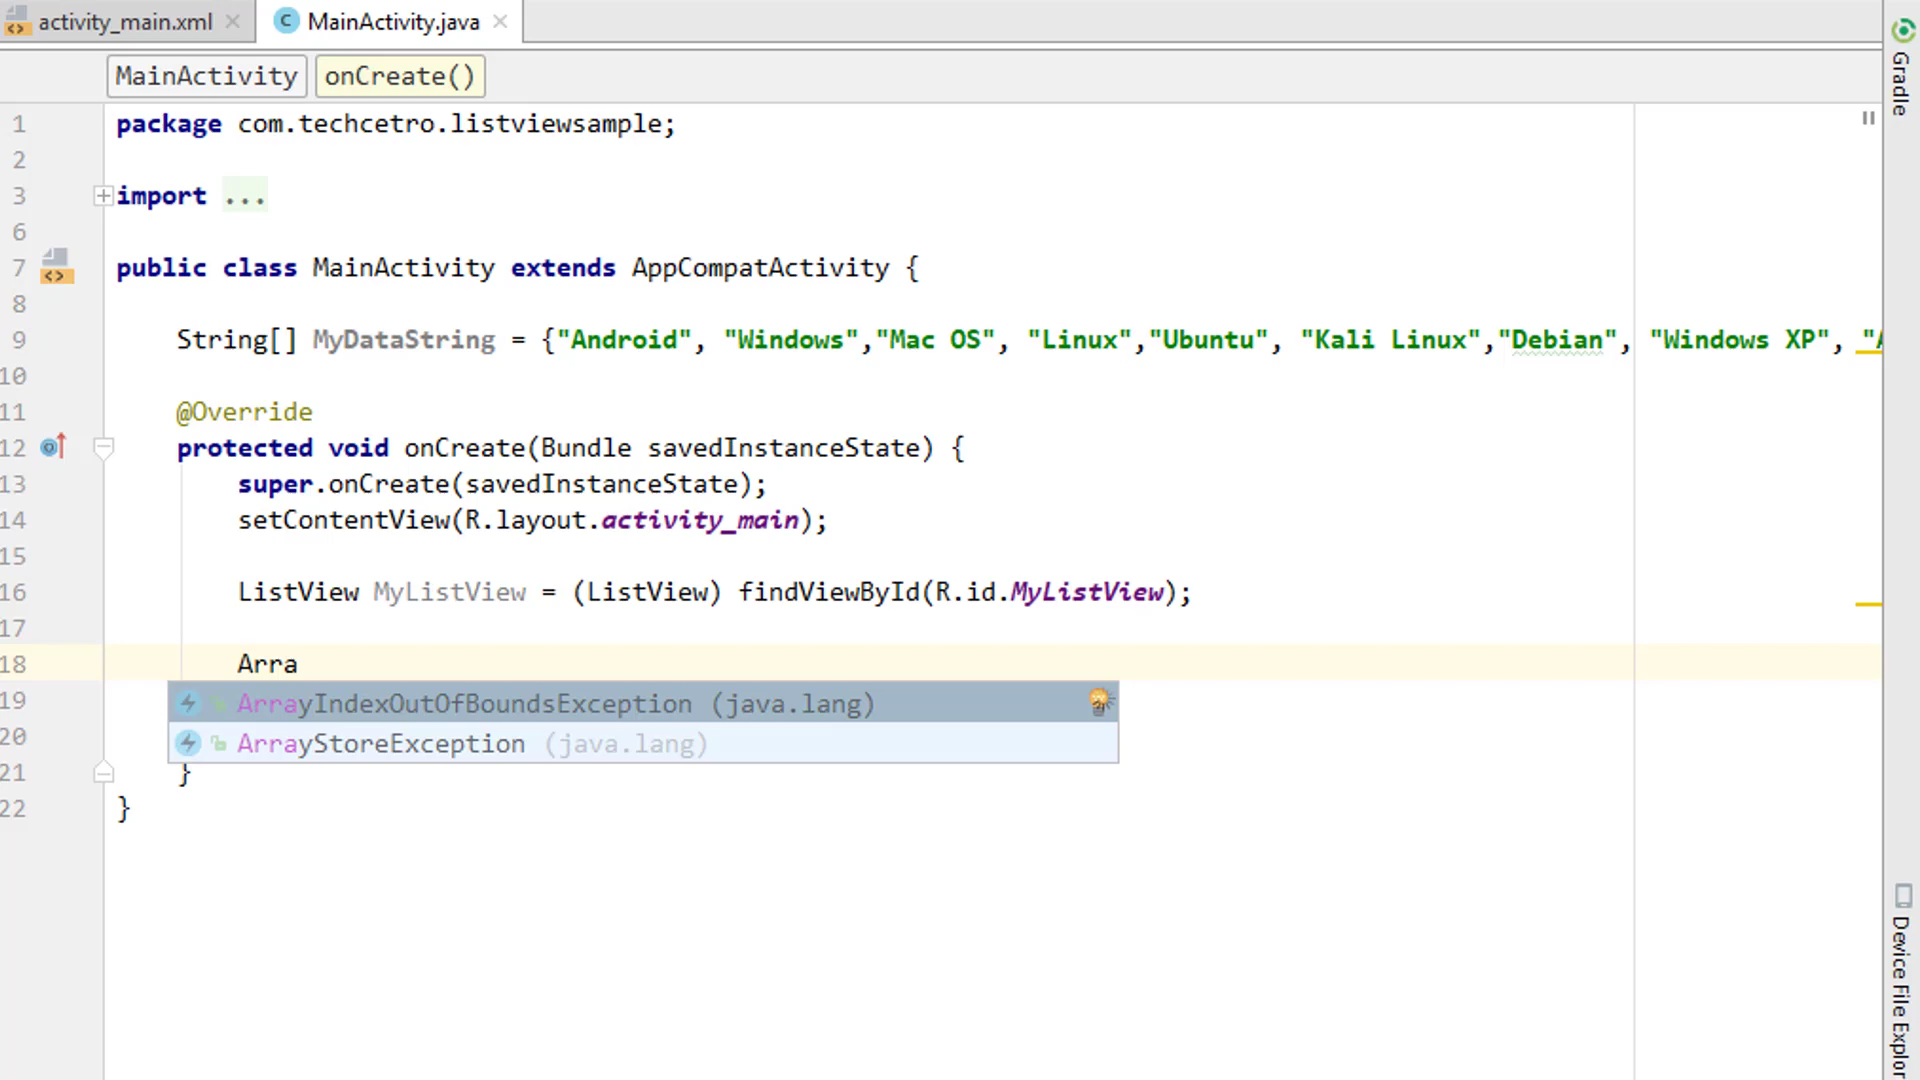 activity_main.xml MainActivity.java
MainActivity onCreate()
1 package com.techcetro.listviewsample;
2
3 import ...
6
7 public class MainActivity extends AppCompatActivity {
8
9 String[] MyDataString = {"Android", "Windows","Mac OS", "Linux","Ubuntu", "Kali Linux","Debian", "Windows XP", "A
10
11 @Override
12 protected void onCreate(Bundle savedInstanceState) {
13 super.onCreate(savedInstanceState);
14 setContentView(R.layout.activity_main);
15
16 ListView MyListView = (ListView) findViewById(R.id.MyListView);
17
18 Arra
19 ArrayIndexOutOfBoundsException (java.lang)
20 ArrayStoreException (java.lang)
21 }
22 }
Gradle
Device File Explor